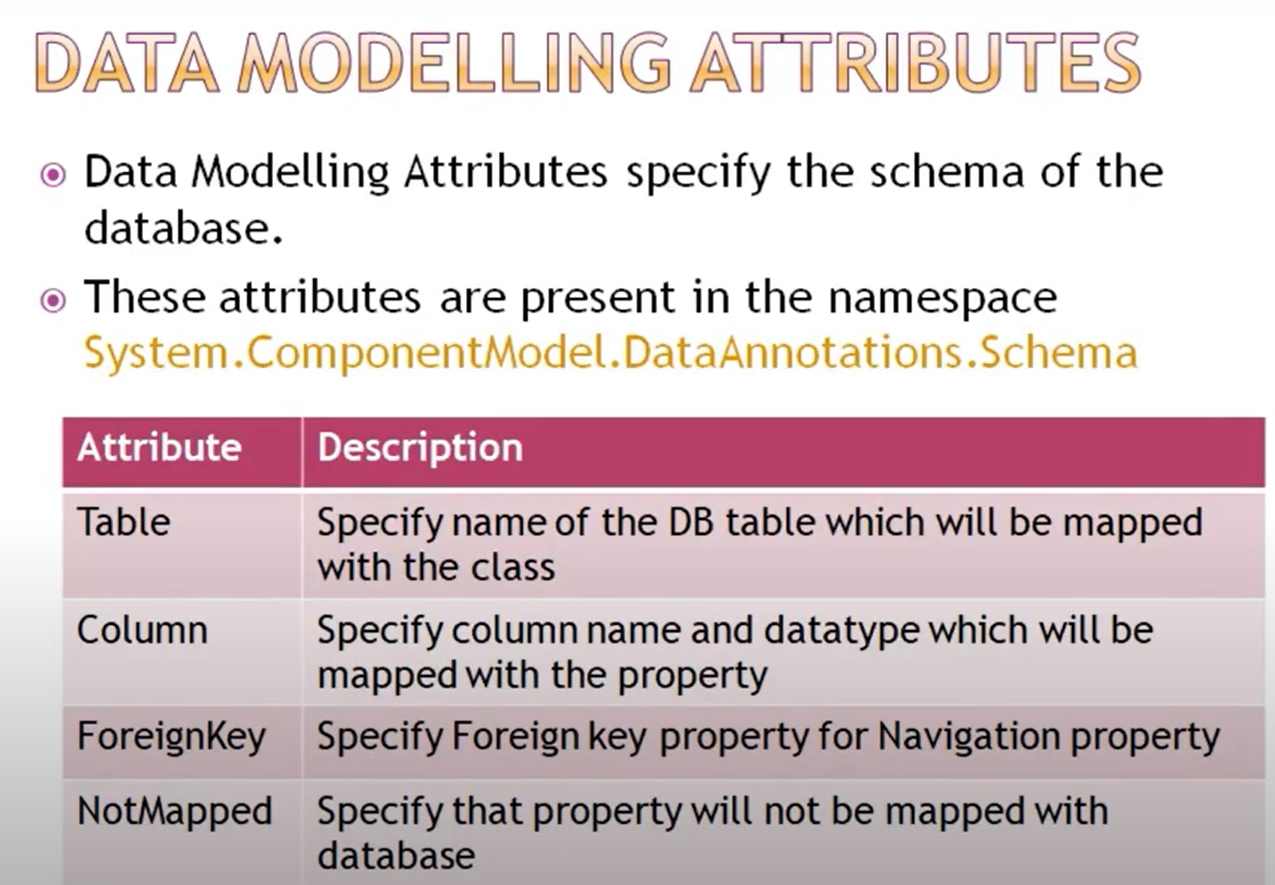 DATA MODELLING ATTRIBUTES
Data Modelling Attributes specify the schema of the
database.
These attributes are present in the namespace
System.ComponentModel.DataAnnotations.Schema
Attribute Description
Table Specify name of the DB table which will be mapped
with the class
Column Specify column name and datatype which will be
mapped with the property
ForeignKey Specify Foreign key property for Navigation property
NotMapped Specify that property will not be mapped with
database